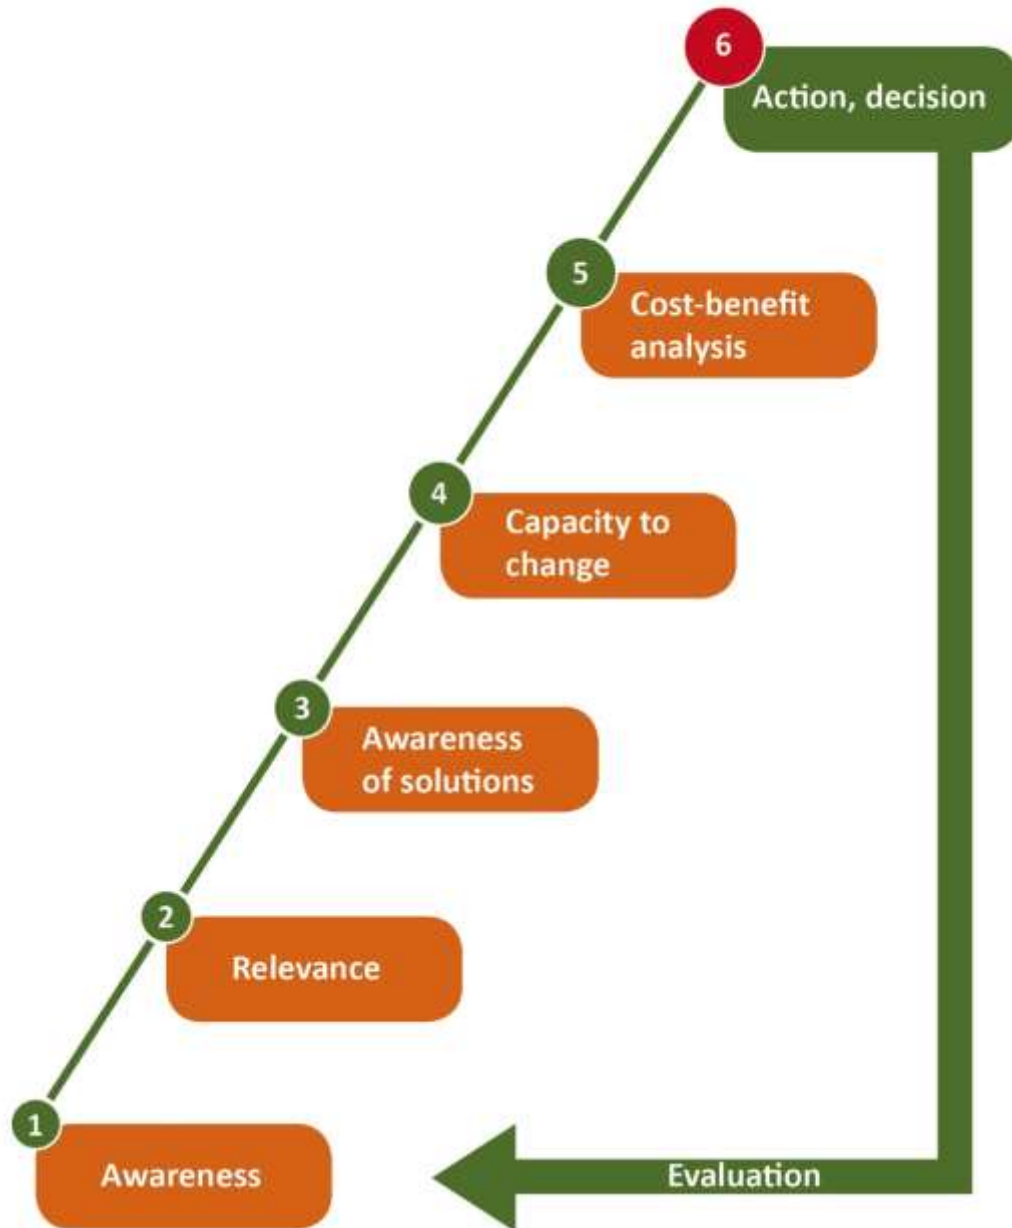 6
Action, decision
5
Cost-benefit
analysis
4
Capacity to
change
3
Awareness
of solutions
2
Relevance
1
Awareness
Evaluation